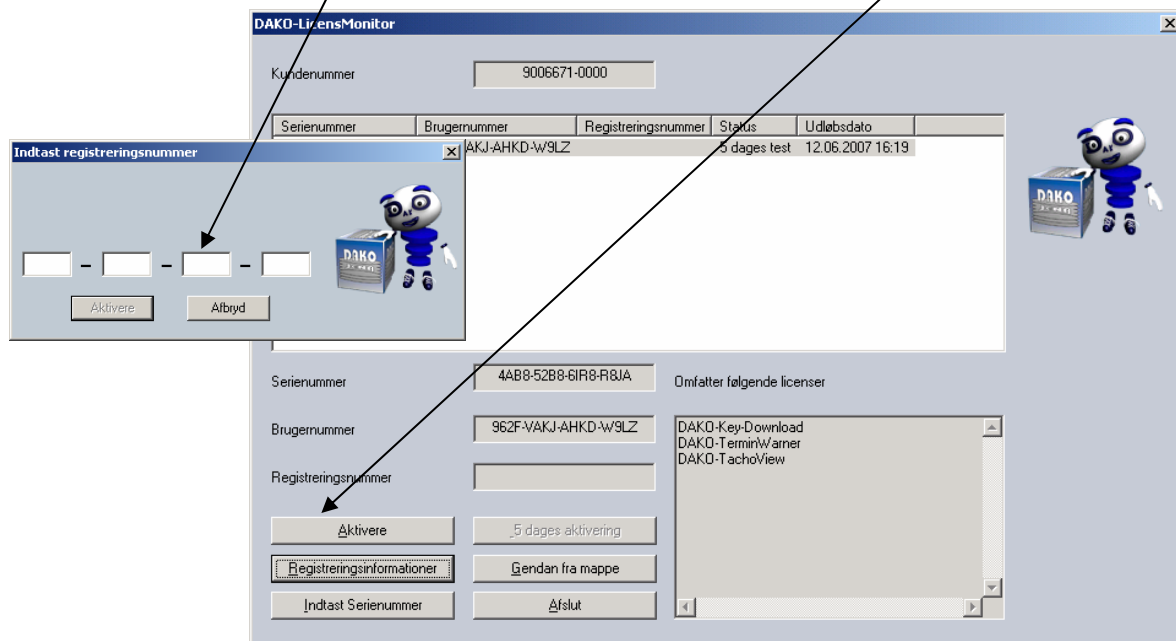 DAKO-LicensMonitor
Kundenummer
9006671-0000
Serienummer Brugernummer Registreringsnummer Status Udløbsdato
AKJ-AHKD-W9LZ 5 dages test 12.06.2007 16:19
DAKO
Indtast registreringsnummer
DAKO
- - -
Aktivere Afbryd
Serienummer
4AB8-52B8-6IR8-R8JA
Omfatter følgende licenser
Brugernummer
962F-VAKJ-AHKD-W9LZ
DAKO-Key-Download
DAKO-TerminWarner
DAKO-TachoView
Registreringsnummer
Aktivere
5 dages aktivering
Registreringsinformationer
Gendan fra mappe
Indtast Serienummer
Afslut